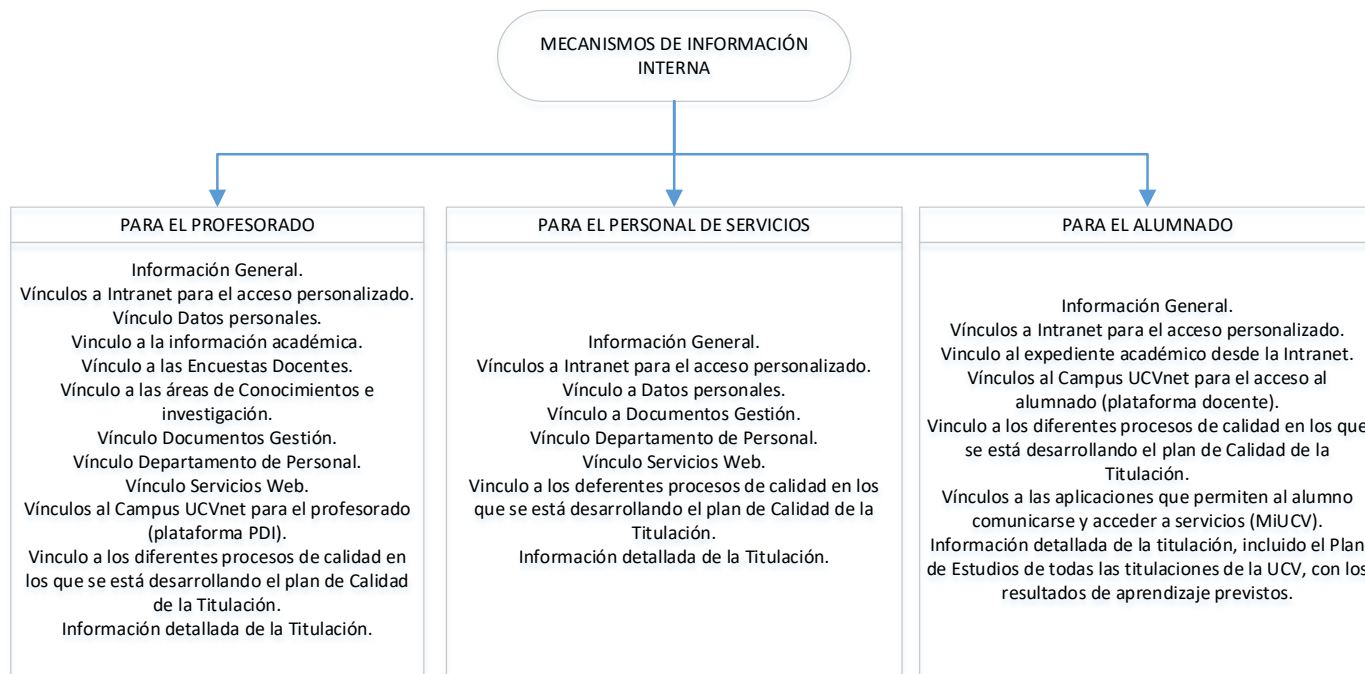 MECANISMOS DE INFORMACIÓN
INTERNA
PARA EL PROFESORADO
Información General.
Vínculos a Intranet para el acceso personalizado.
Vínculo Datos personales.
Vinculo a la información académica.
Vínculo a las Encuestas Docentes.
Vínculo a las áreas de Conocimientos e
investigación.
Vínculo Documentos Gestión.
Vínculo Departamento de Personal.
Vínculo Servicios Web.
Vínculos al Campus UCVnet para el profesorado
(plataforma PDI).
Vinculo a los diferentes procesos de calidad en
los que se está desarrollando el plan de Calidad
de la Titulación.
Información detallada de la Titulación.
PARA EL PERSONAL DE SERVICIOS
Información General.
Vínculos a Intranet para el acceso personalizado.
Vínculo a Datos personales.
Vínculo a Documentos Gestión.
Vínculo Departamento de Personal.
Vínculo Servicios Web.
Vinculo a los deferentes procesos de calidad en los
que se está desarrollando el plan de Calidad de la
Titulación.
Información detallada de la Titulación.
PARA EL ALUMNADO
Información General.
Vínculos a Intranet para el acceso personalizado.
Vinculo al expediente académico desde la Intranet.
Vínculos al Campus UCVnet para el acceso al
alumnado (plataforma docente).
Vinculo a los diferentes procesos de calidad en los que
se está desarrollando el plan de Calidad de la
Titulación.
Vínculos a las aplicaciones que permiten al alumno
comunicarse y acceder a servicios (MiUCV).
Información detallada de la titulación, incluido el Plan
de Estudios de todas las titulaciones de la UCV, con los
resultados de aprendizaje previstos.